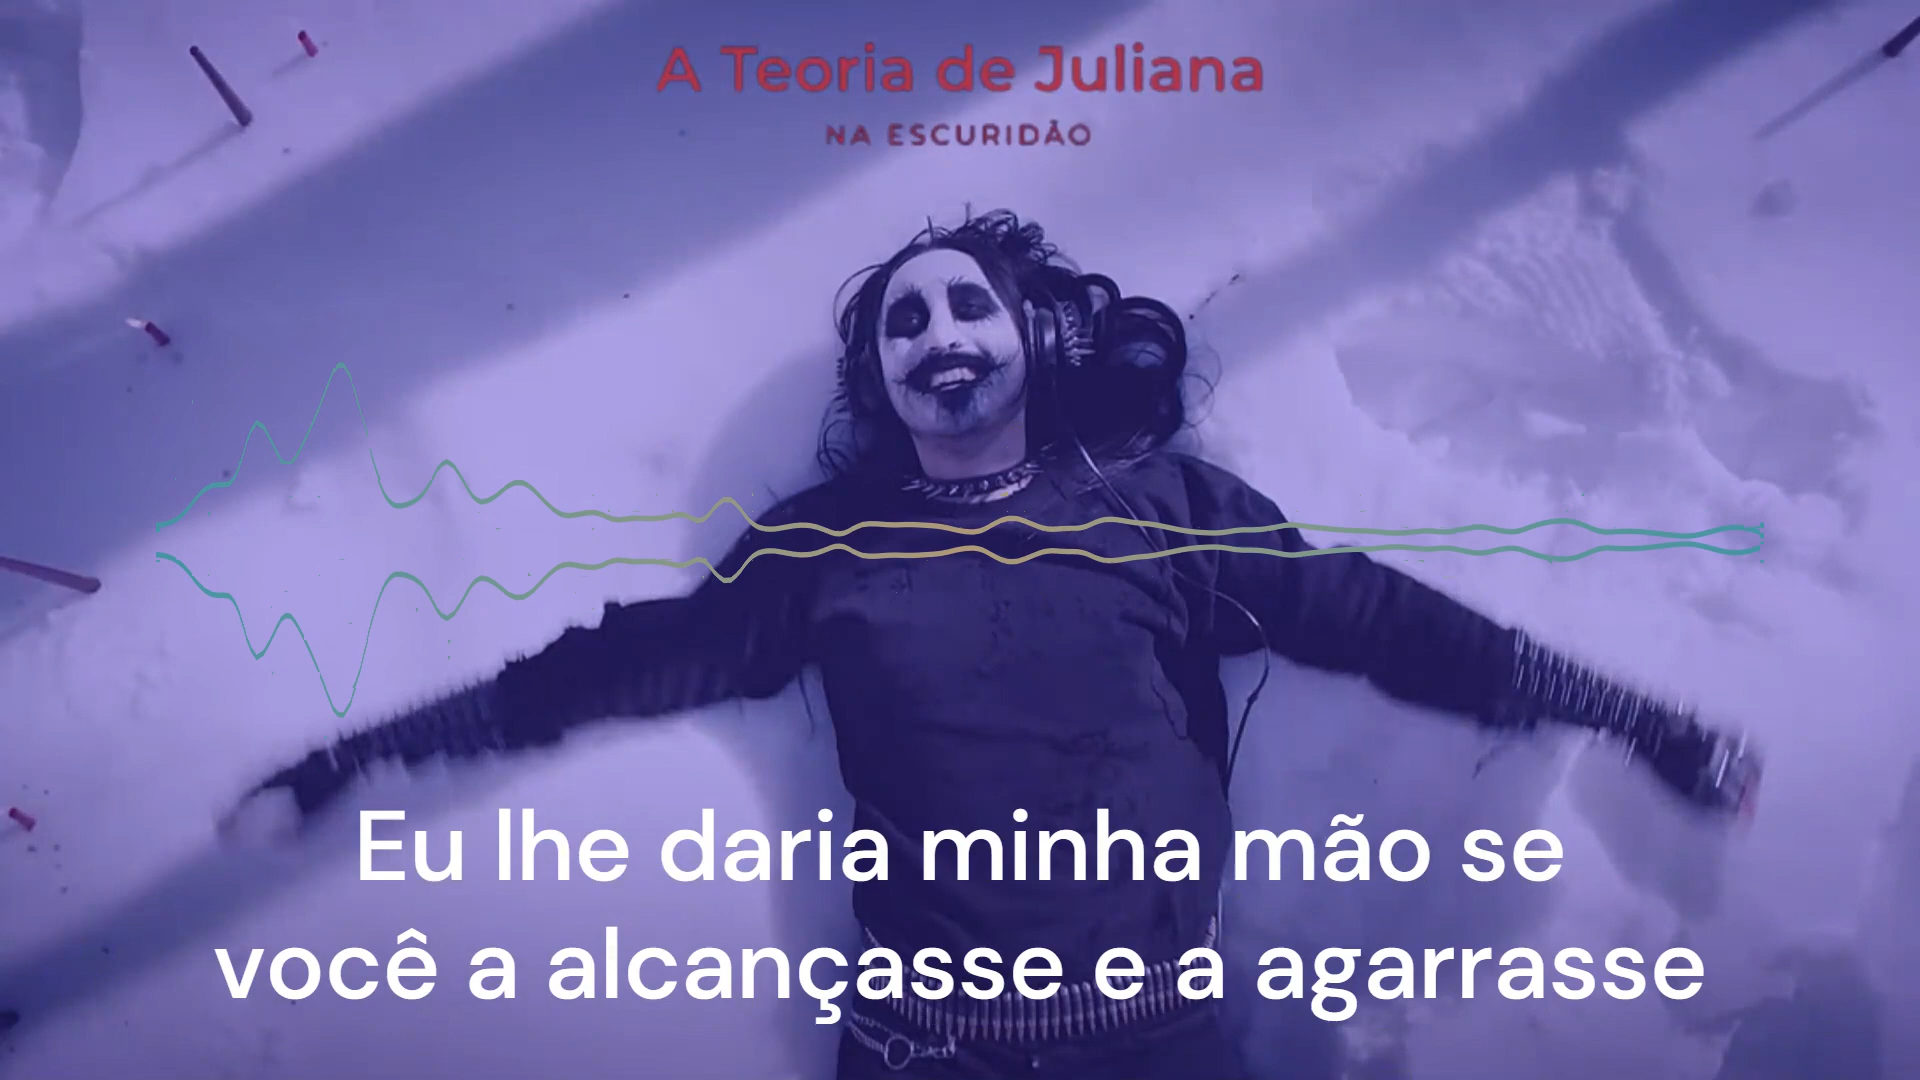 A Teoria de Juliana
NA ESCURIDÃO
Eu lhe daria minha mão se
você a alcançasse e a agarrasse